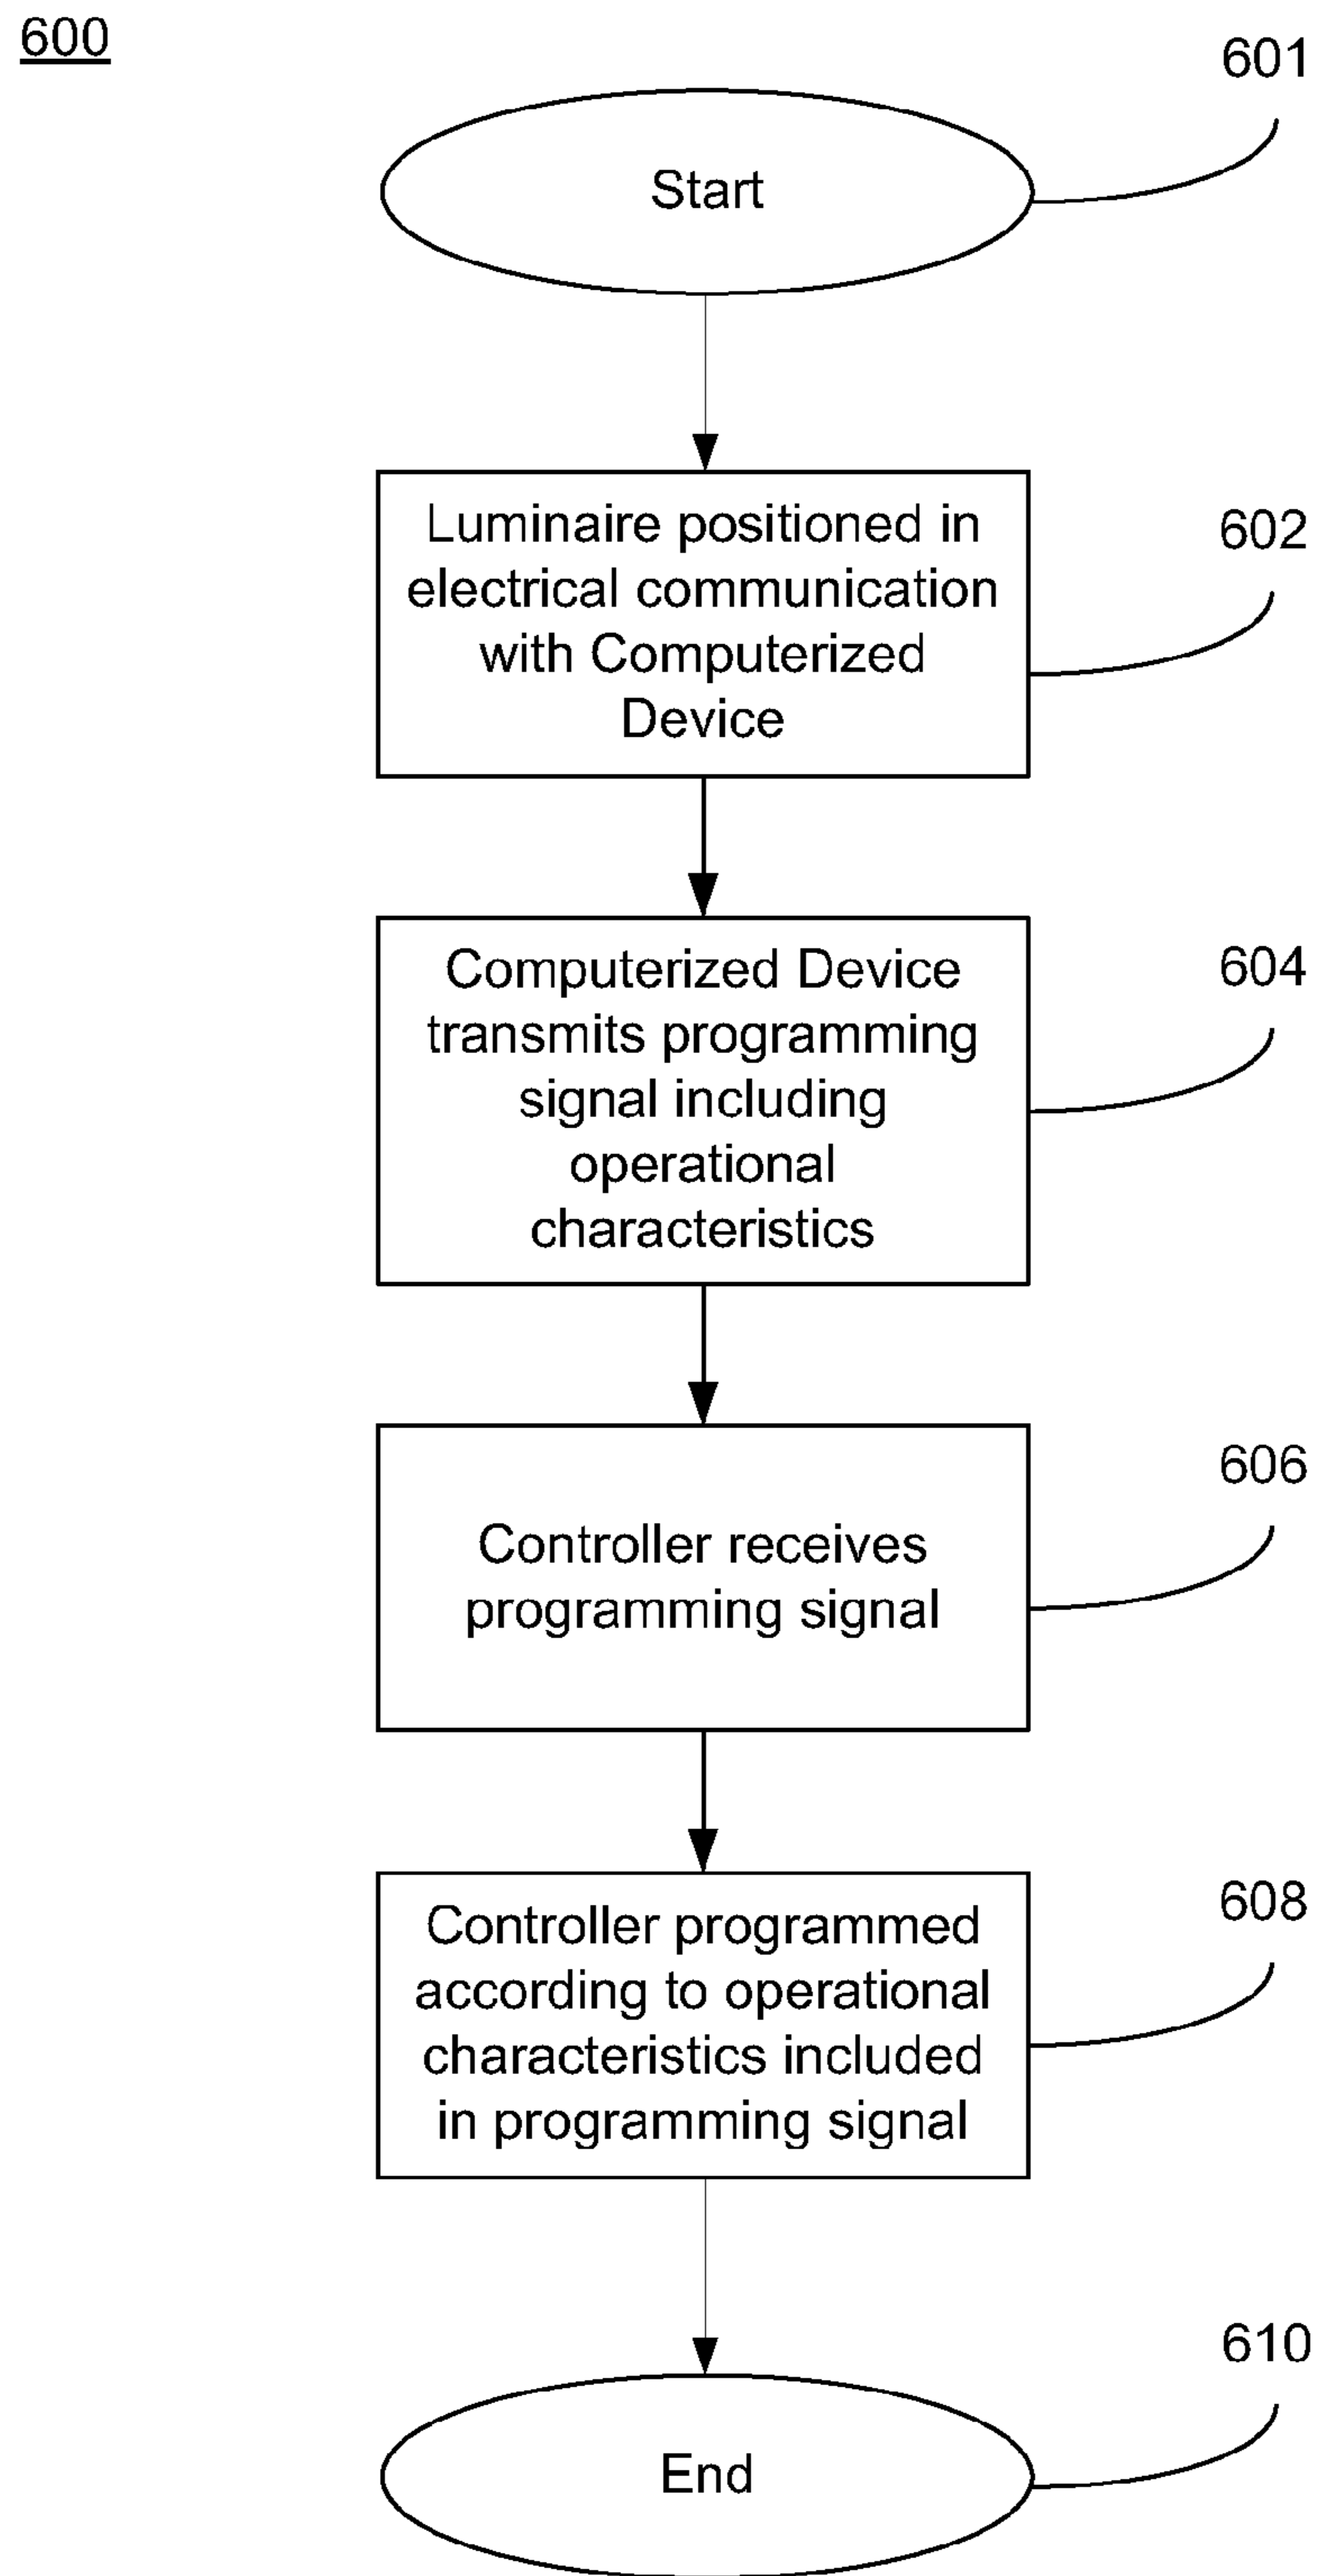 600
601
Start
Luminaire positioned in
electrical communication
with Computerized
Device
602
Computerized Device
transmits programming
signal including
operational
characteristics
604
Controller receives
programming signal
606
Controller programmed
according to operational
characteristics included
in programming signal
608
610
End